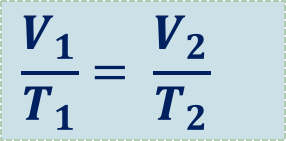 V₁/T₁ = V₂/T₂